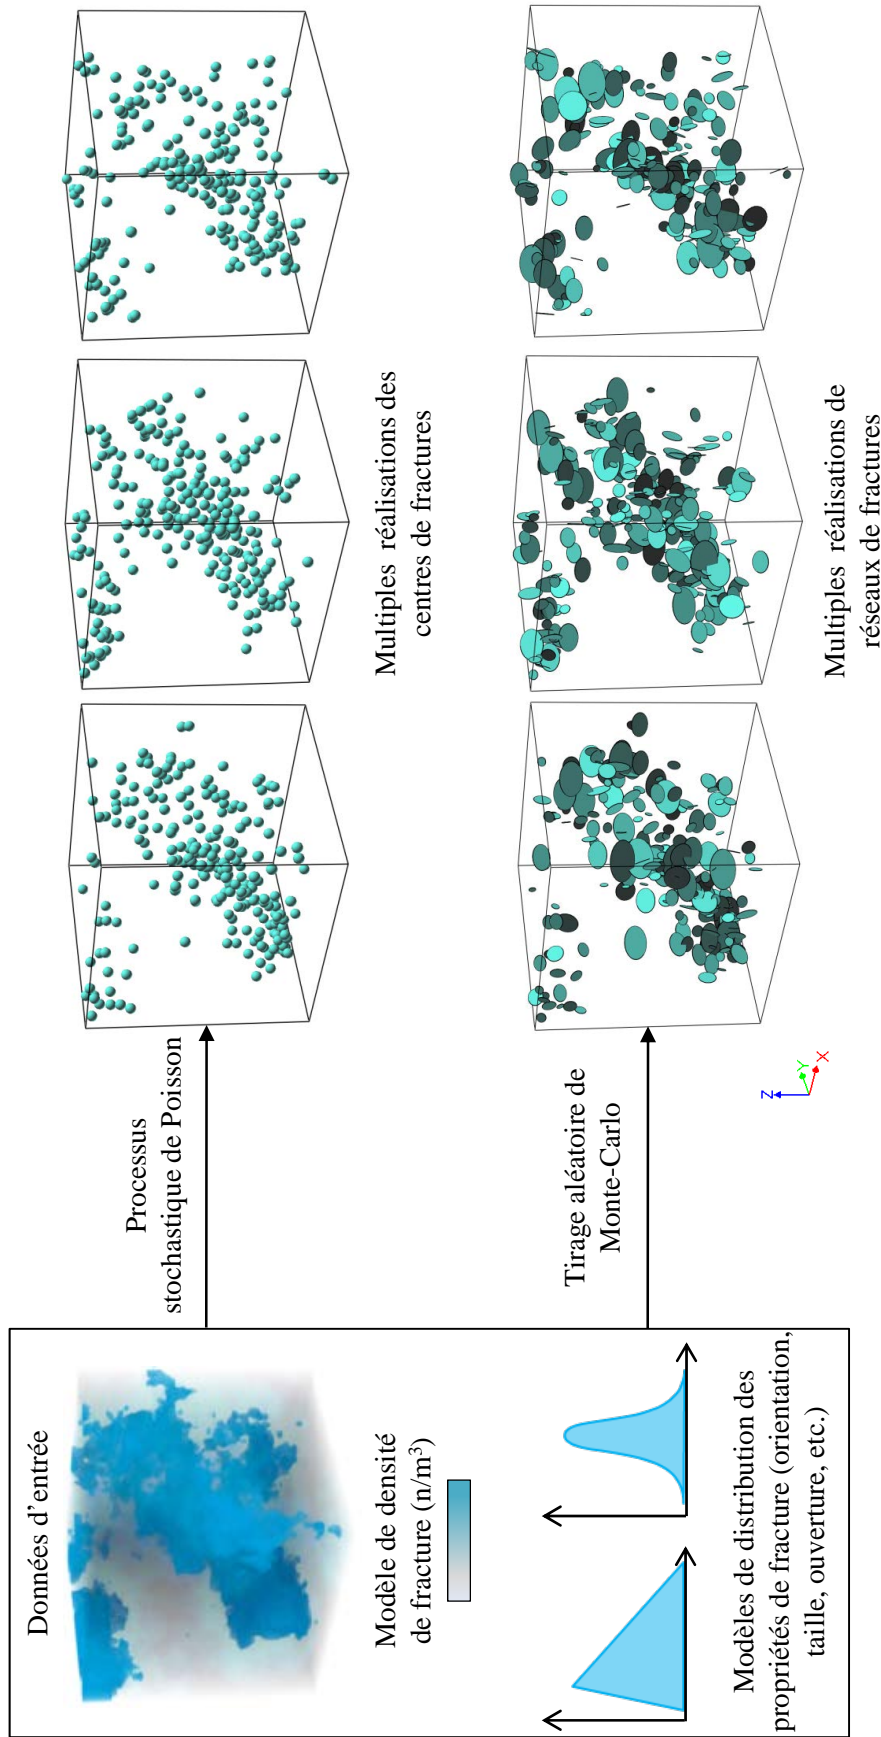 Données d'entrée
Modèle de densité
de fracture (n/m³)
Modèles de distribution des
propriétés de fracture (orientation,
taille, ouverture, etc.)
Processus
stochastique de Poisson
Multiples réalisations des
centres de fractures
Tirage aléatoire de
Monte-Carlo
Z
Y
X
Multiples réalisations de
réseaux de fractures